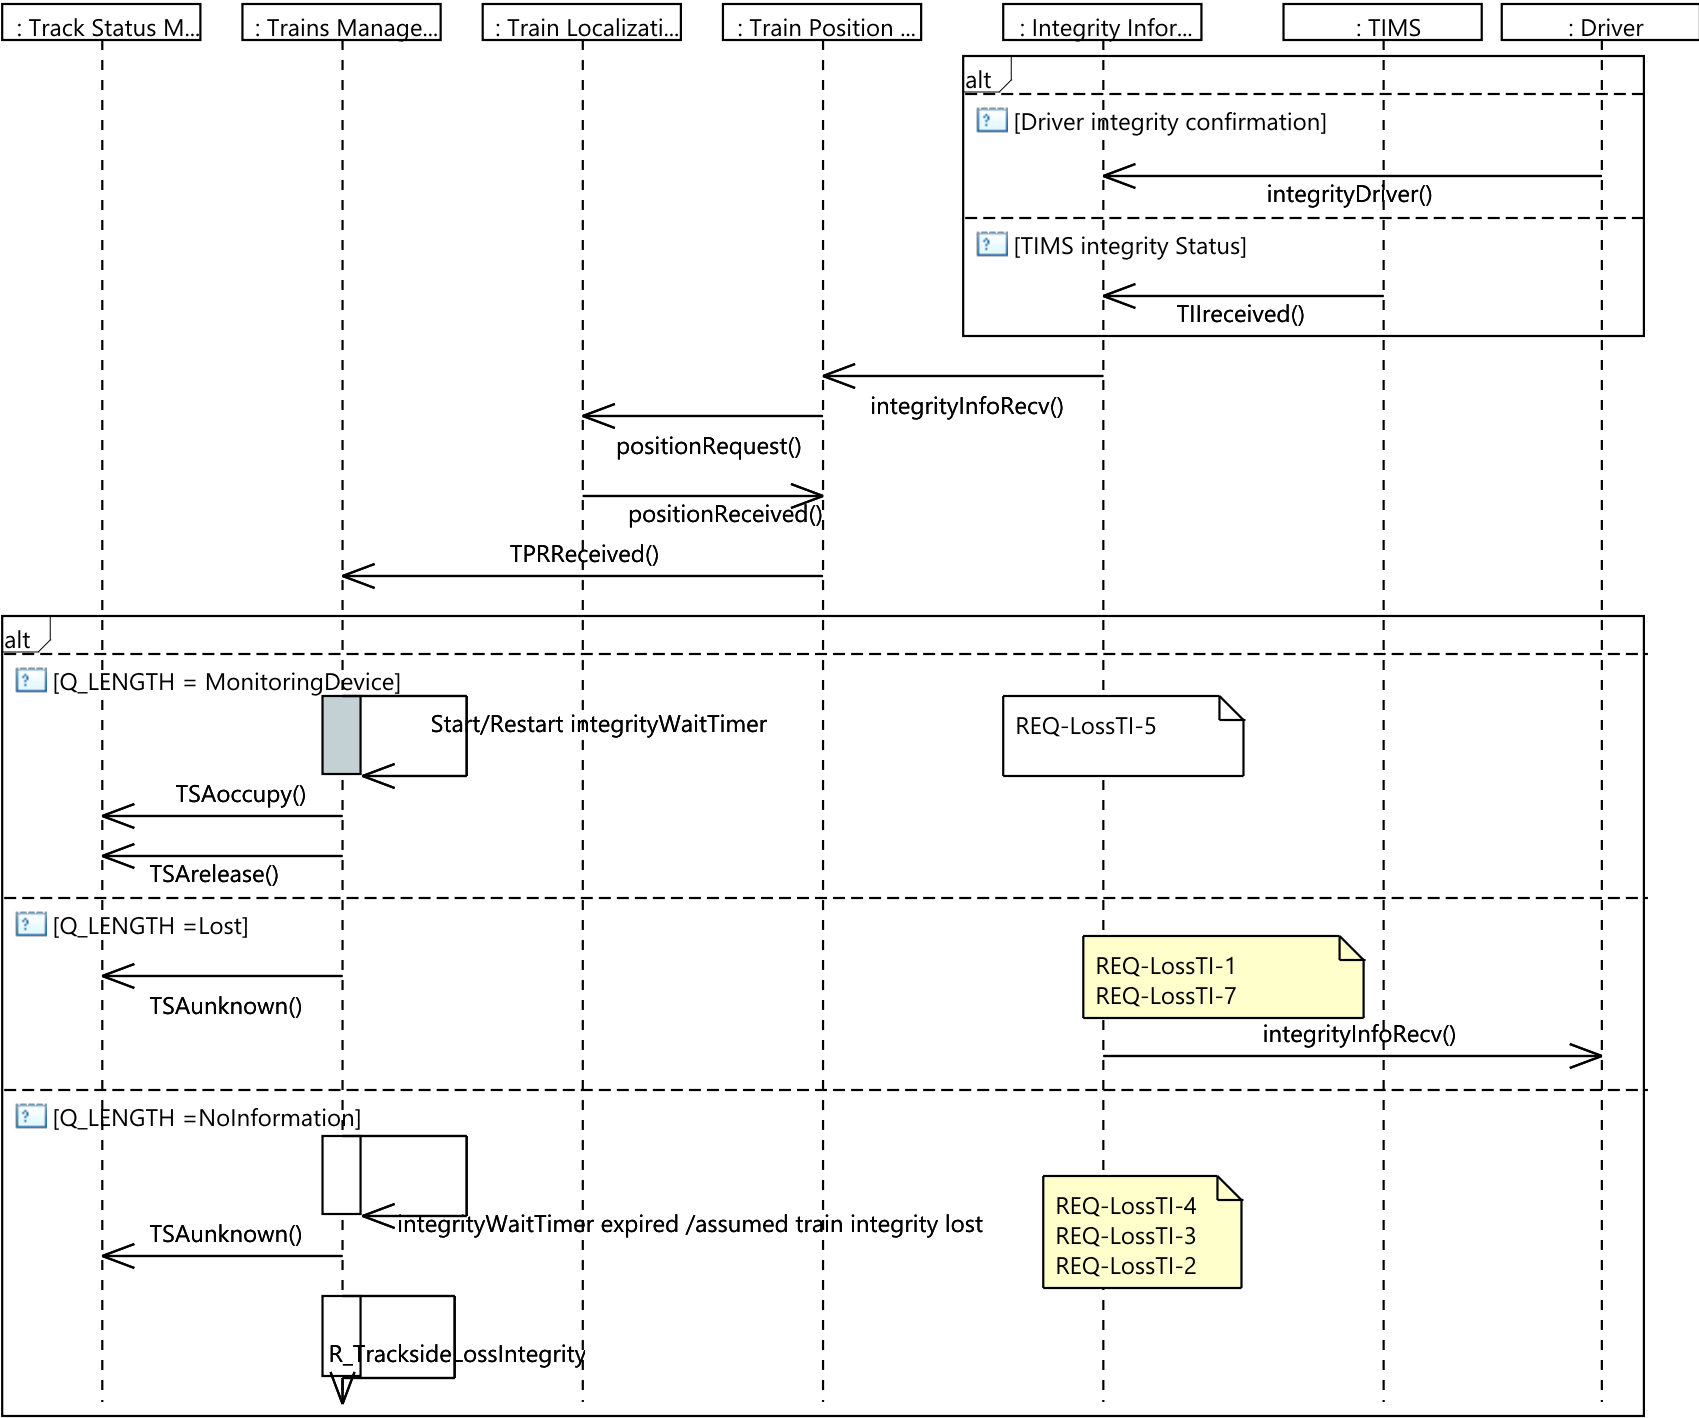 : Track Status M...
: Trains Manage...
: Train Localizati...
: Train Position ...
: Integrity Infor...
: TIMS
: Driver
alt
[Driver integrity confirmation]
integrityDriver()
[TIMS integrity Status]
TIIreceived()
integrityInfoRecv()
positionRequest()
positionReceived()
TPRReceived()
alt
[Q_LENGTH = MonitoringDevice]
Start/Restart integrityWaitTimer
REQ-LossTI-5
TSAoccupy()
TSArelease()
[Q_LENGTH =Lost]
REQ-LossTI-1
REQ-LossTI-7
TSAunknown()
integrityInfoRecv()
[Q_LENGTH =NoInformation]
integrityWaitTimer expired /assumed train integrity lost
REQ-LossTI-4
REQ-LossTI-3
REQ-LossTI-2
TSAunknown()
R_TracksideLossIntegrity